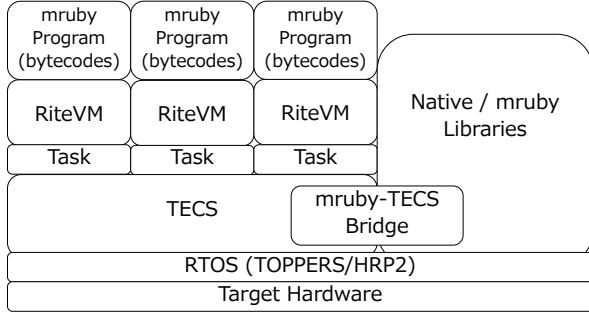 mruby
Program
(bytecodes)
mruby
Program
(bytecodes)
mruby
Program
(bytecodes)
RiteVM
RiteVM
RiteVM
Native / mruby
Libraries
Task
Task
Task
TECS
mruby-TECS
Bridge
RTOS (TOPPERS/HRP2)
Target Hardware